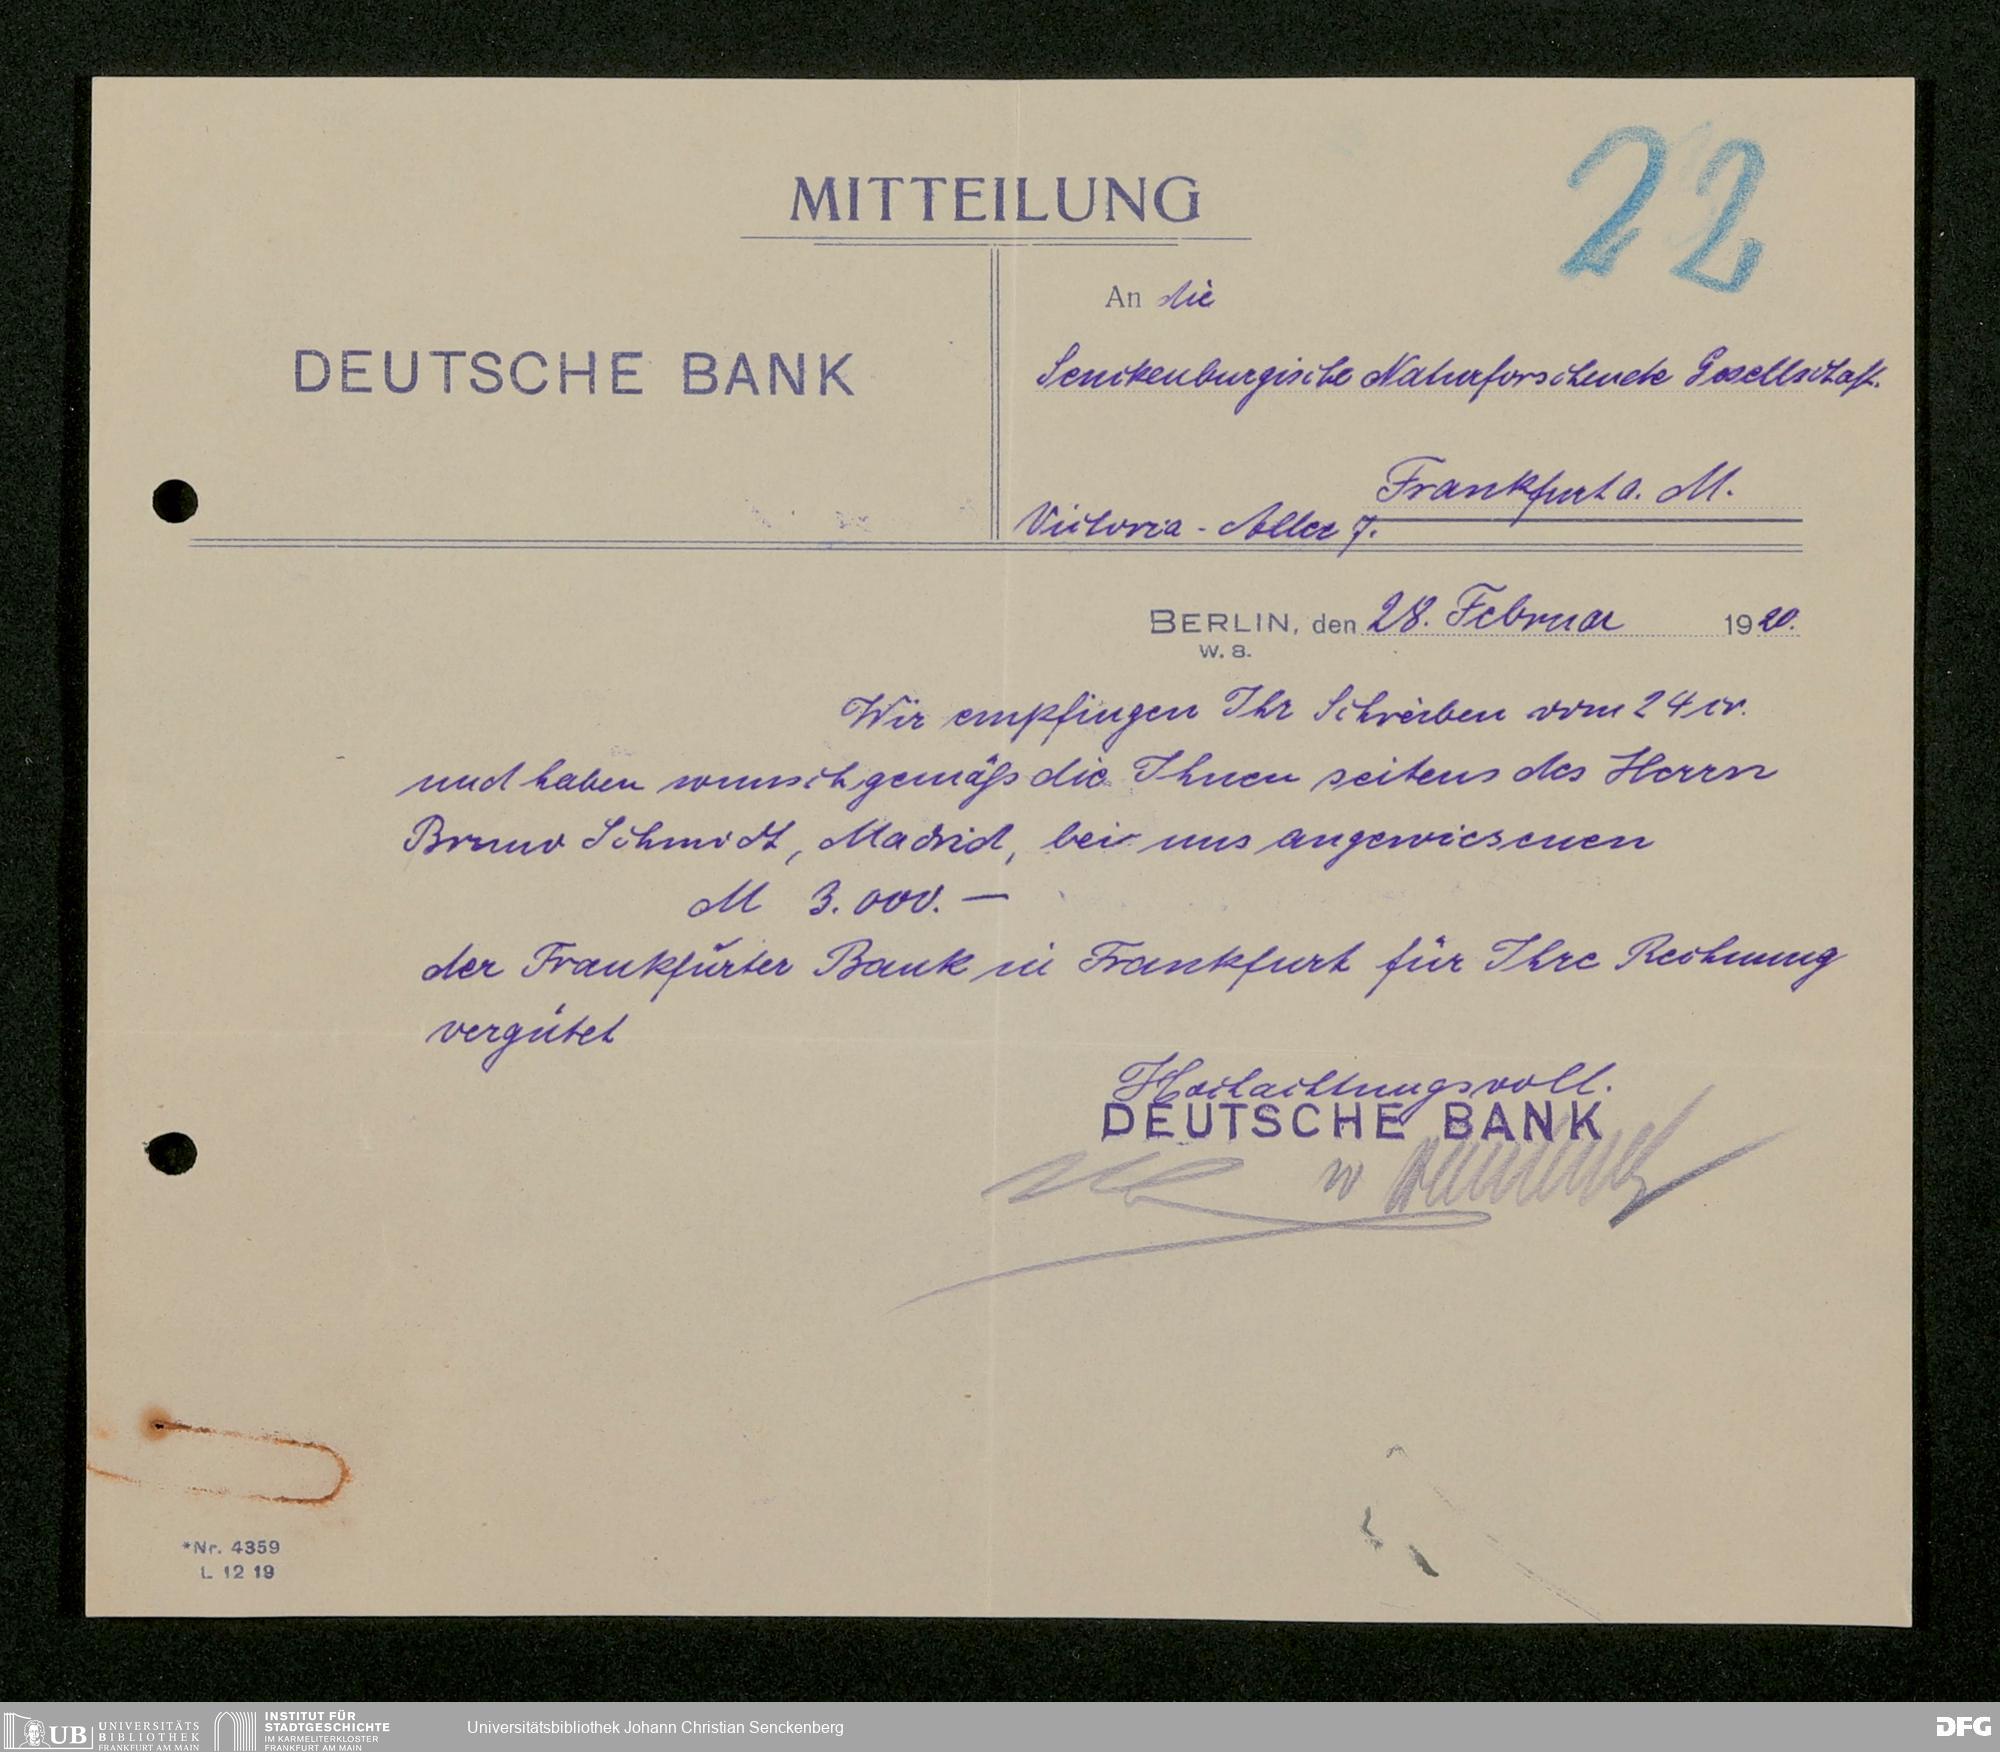 22
MITTEILUNG
DEUTSCHE BANK
An die
Senckenburgische Naturforschende Gesellschaft.
Frankfurt a. M.
Victoria - Allee 7.
BERLIN, den 28. Februar 1920.
W. 8.
Wir empfingen Ihr Schreiben vom 24 cr.
und haben wunschgemäß die Ihnen seitens des Herrn
Bruno Schmidt, Madrid, bei uns angewiesenen
M 3.000.—
der Frankfurter Bank in Frankfurt für Ihre Rechnung
vergütet
Hochachtungsvoll.
DEUTSCHE BANK
*Nr. 4359
L 12 19
UB UNIVERSITÄTS
BIBLIOTHEK
FRANKFURT AM MAIN
INSTITUT FÜR
STADTGESCHICHTE
IM KARMELITERKLOSTER
FRANKFURT AM MAIN
Universitätsbibliothek Johann Christian Senckenberg
DFG